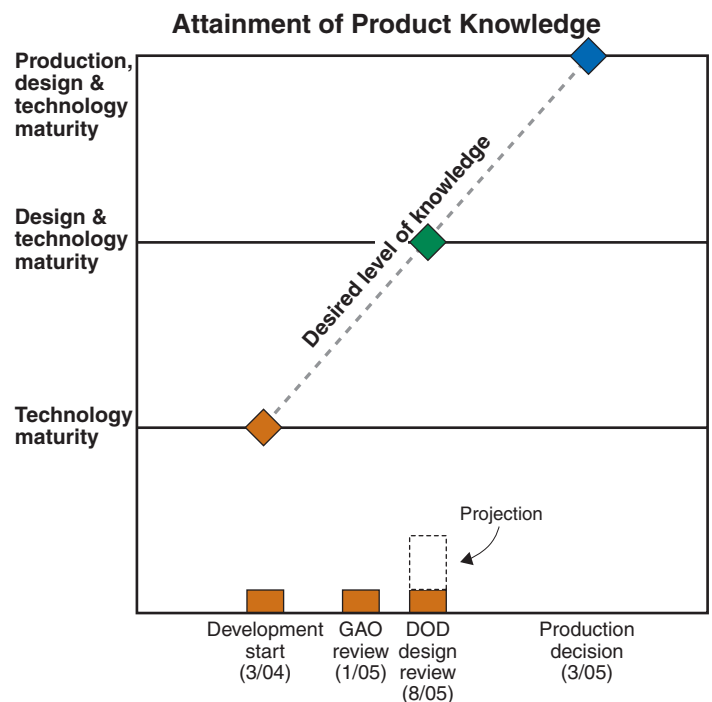 Attainment of Product Knowledge
Production,
design &
technology
maturity
Design &
technology
maturity
Technology
maturity
Desired level of knowledge
Projection
Development
start
(3/04)
GAO
review
(1/05)
DOD
design
review
(8/05)
Production
decision
(3/05)